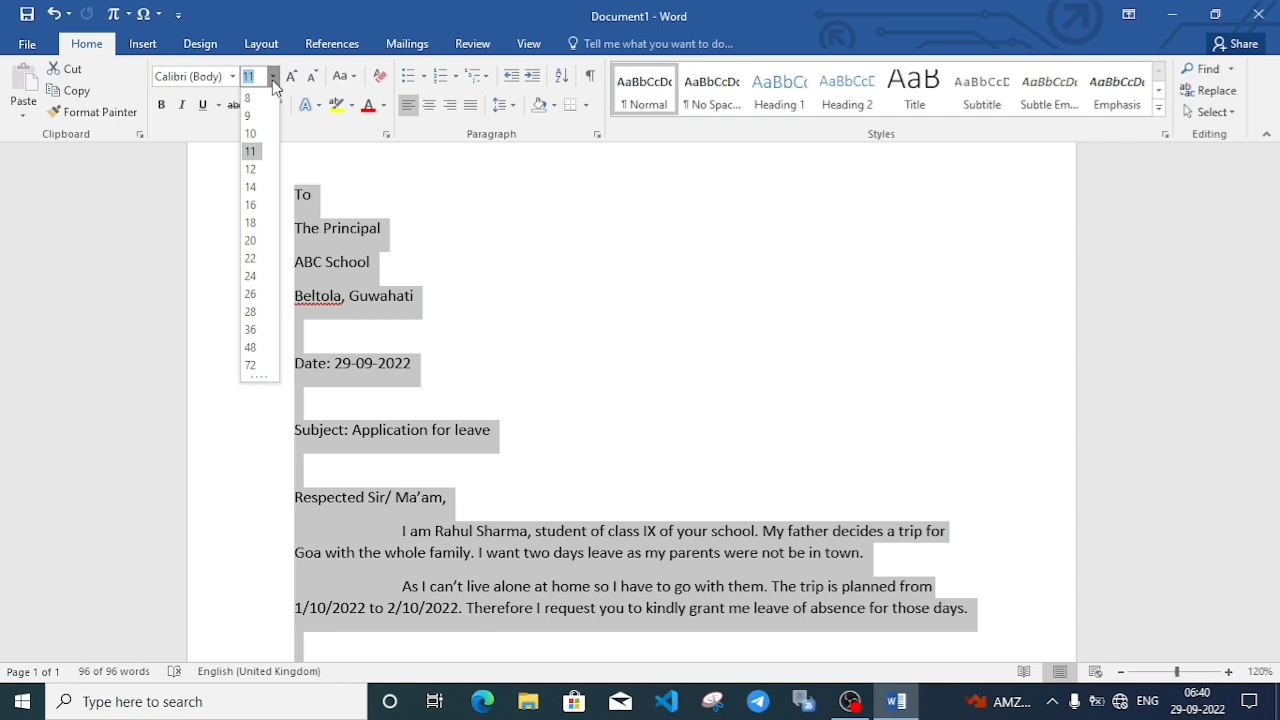 Document1 - Word
File Home Insert Design Layout References Mailings Review View Tell me what you want to do... Share
Paste
Cut
Copy
Format Painter
Clipboard
Calibri (Body) 11
B I U
8
9
10
11
12
14
16
18
20
22
24
26
28
36
48
72
Paragraph
AaBbCcDc AaBbCcDc AaBbCc AaBbCcD AaB AaBbCcD AaBbCcDc AaBbCcDc
¶ Normal ¶ No Spac... Heading 1 Heading 2 Title Subtitle Subtle Em... Emphasis
Styles
Find
Replace
Select
Editing
To
The Principal
ABC School
Beltola, Guwahati
Date: 29-09-2022
Subject: Application for leave
Respected Sir/ Ma’am,
I am Rahul Sharma, student of class IX of your school. My father decides a trip for
Goa with the whole family. I want two days leave as my parents were not be in town.
As I can’t live alone at home so I have to go with them. The trip is planned from
1/10/2022 to 2/10/2022. Therefore I request you to kindly grant me leave of absence for those days.
Page 1 of 1 96 of 96 words English (United Kingdom) 120%
Type here to search
AMZ... ENG 06:40
29-09-2022